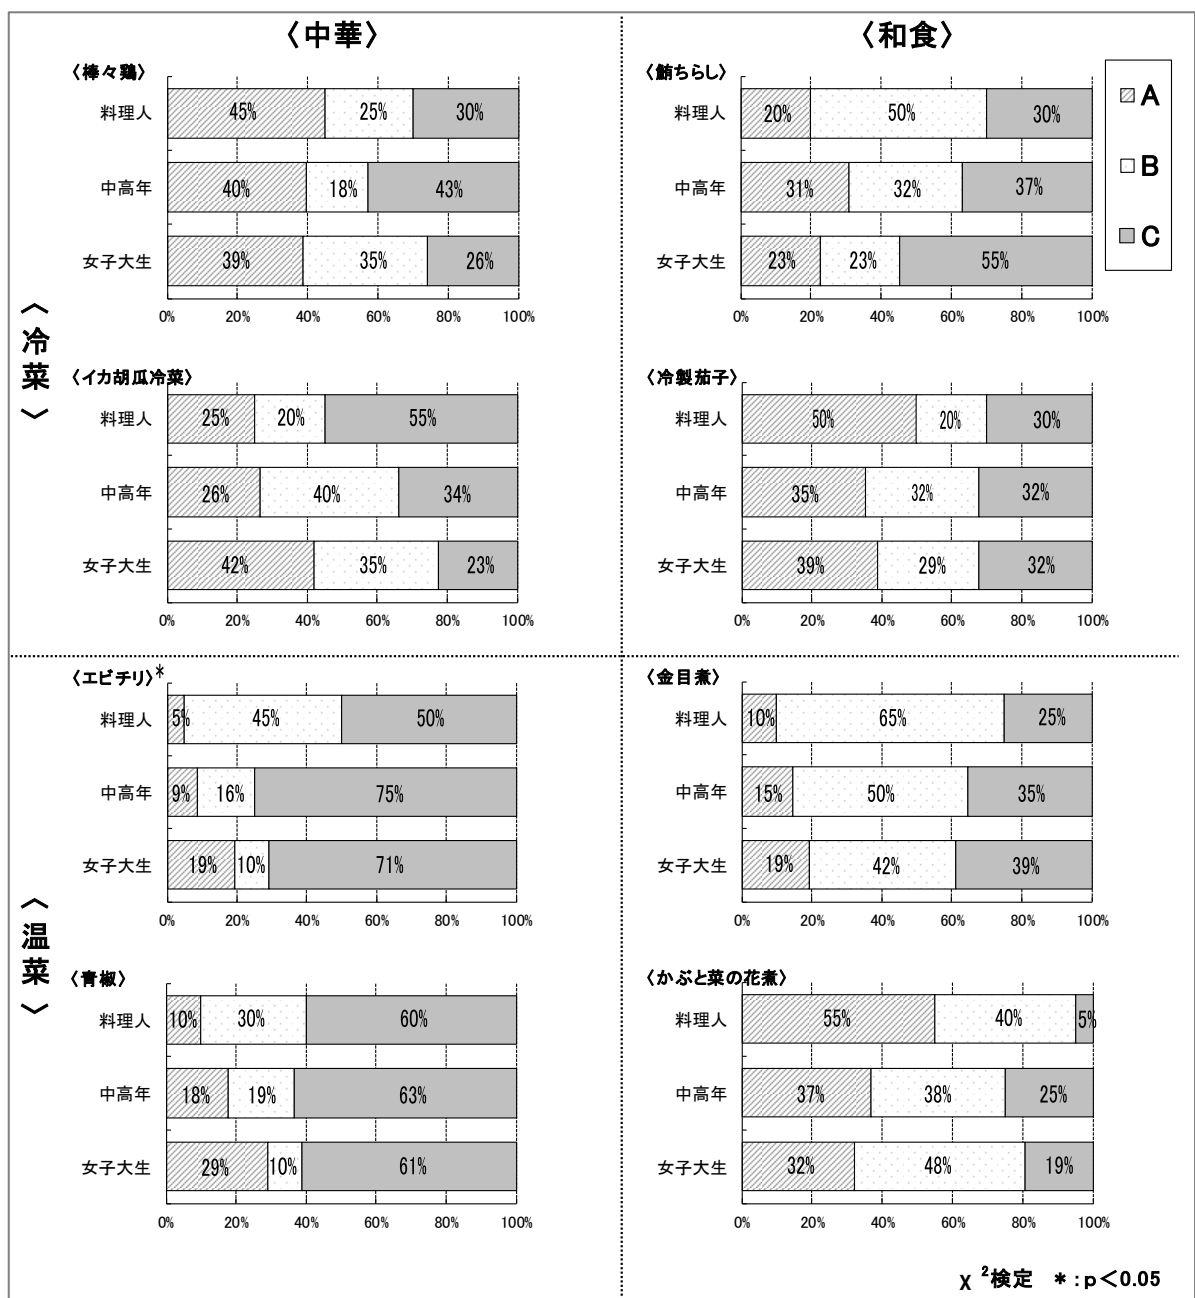 〈中華〉
〈和食〉
〈冷菜〉
〈温菜〉
A
B
C
〈棒々鶏〉
料理人 45% 25% 30%
中高年 40% 18% 43%
女子大生 39% 35% 26%
0% 20% 40% 60% 80% 100%
〈鮪ちらし〉
料理人 20% 50% 30%
中高年 31% 32% 37%
女子大生 23% 23% 55%
0% 20% 40% 60% 80% 100%
〈イカ胡瓜冷菜〉
料理人 25% 20% 55%
中高年 26% 40% 34%
女子大生 42% 35% 23%
0% 20% 40% 60% 80% 100%
〈冷製茄子〉
料理人 50% 20% 30%
中高年 35% 32% 32%
女子大生 39% 29% 32%
0% 20% 40% 60% 80% 100%
〈エビチリ〉*
料理人 5% 45% 50%
中高年 9% 16% 75%
女子大生 19% 10% 71%
0% 20% 40% 60% 80% 100%
〈金目煮〉
料理人 10% 65% 25%
中高年 15% 50% 35%
女子大生 19% 42% 39%
0% 20% 40% 60% 80% 100%
〈青椒〉
料理人 10% 30% 60%
中高年 18% 19% 63%
女子大生 29% 10% 61%
0% 20% 40% 60% 80% 100%
〈かぶと菜の花煮〉
料理人 55% 40% 5%
中高年 37% 38% 25%
女子大生 32% 48% 19%
0% 20% 40% 60% 80% 100%
χ²検定 *:p<0.05